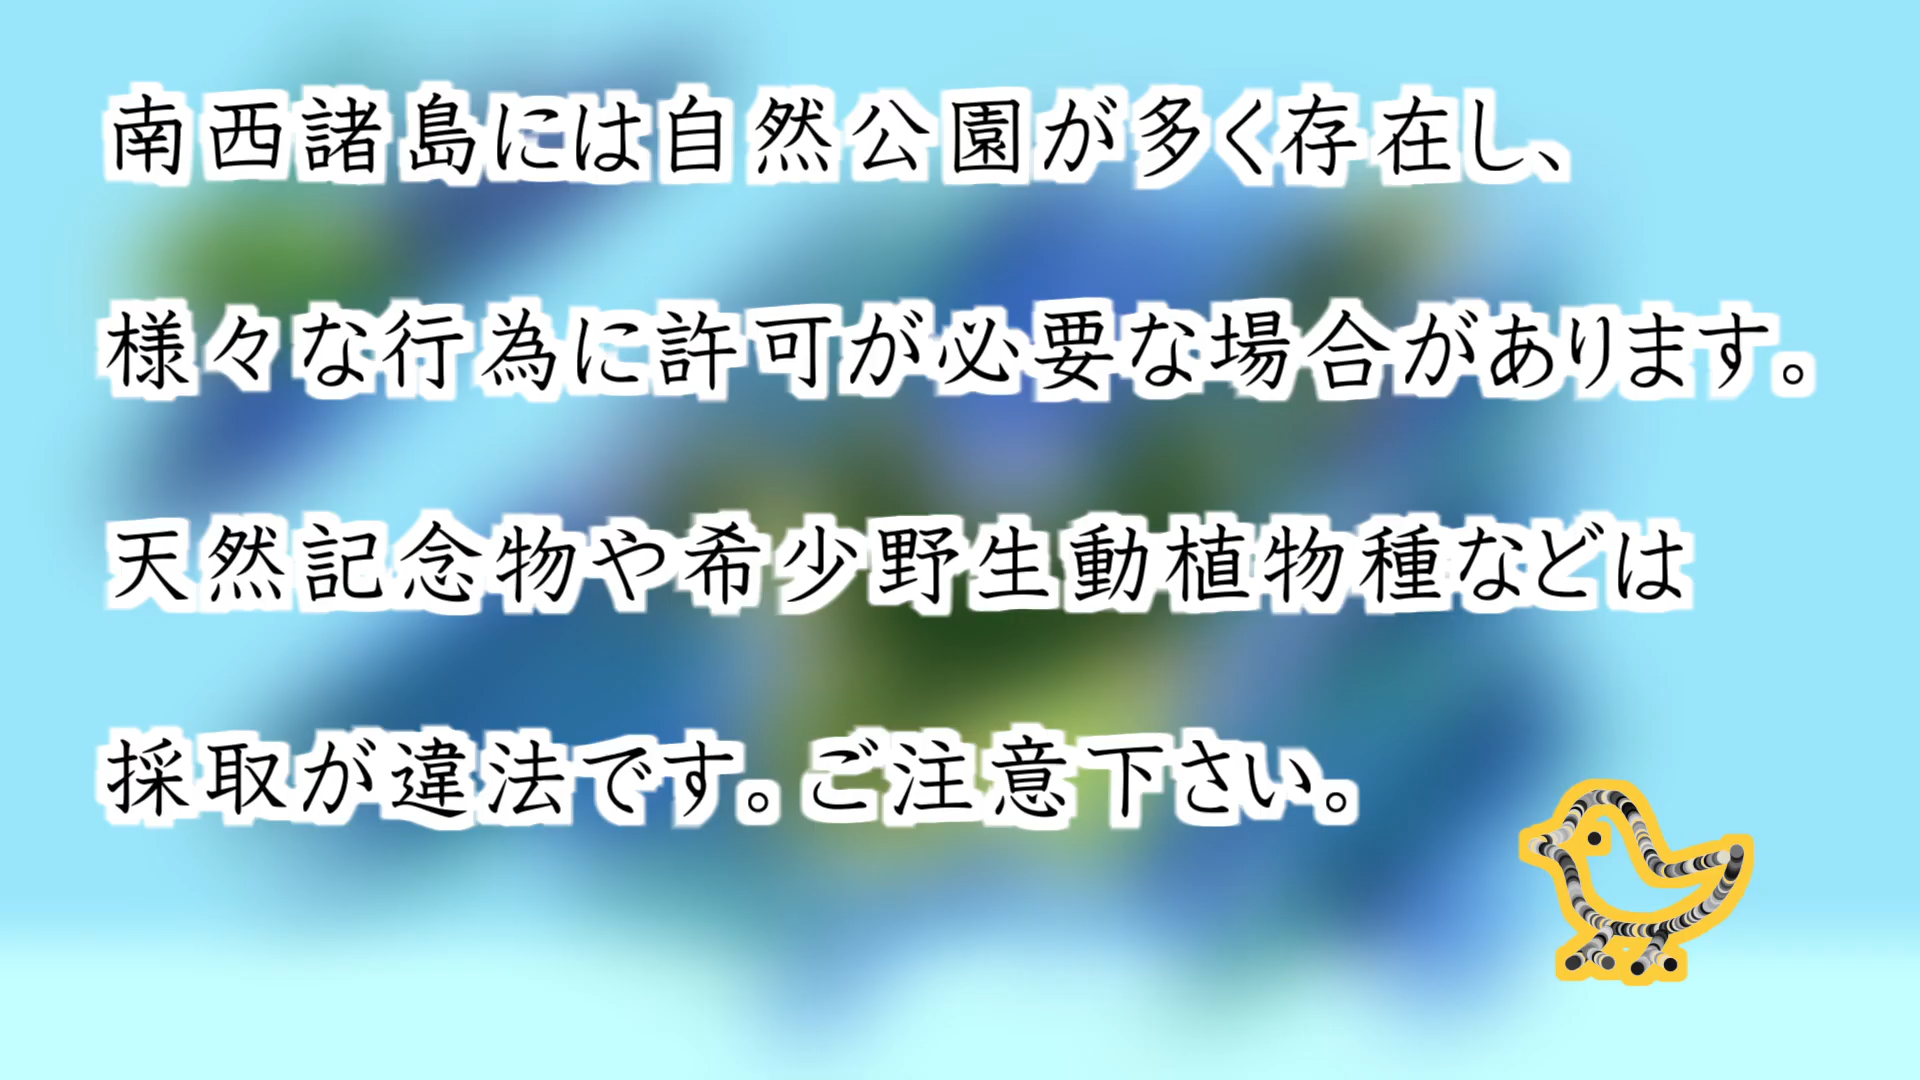 南西諸島には自然公園が多く存在し、
様々な行為に許可が必要な場合があります。
天然記念物や希少野生動植物種などは
採取が違法です。ご注意下さい。